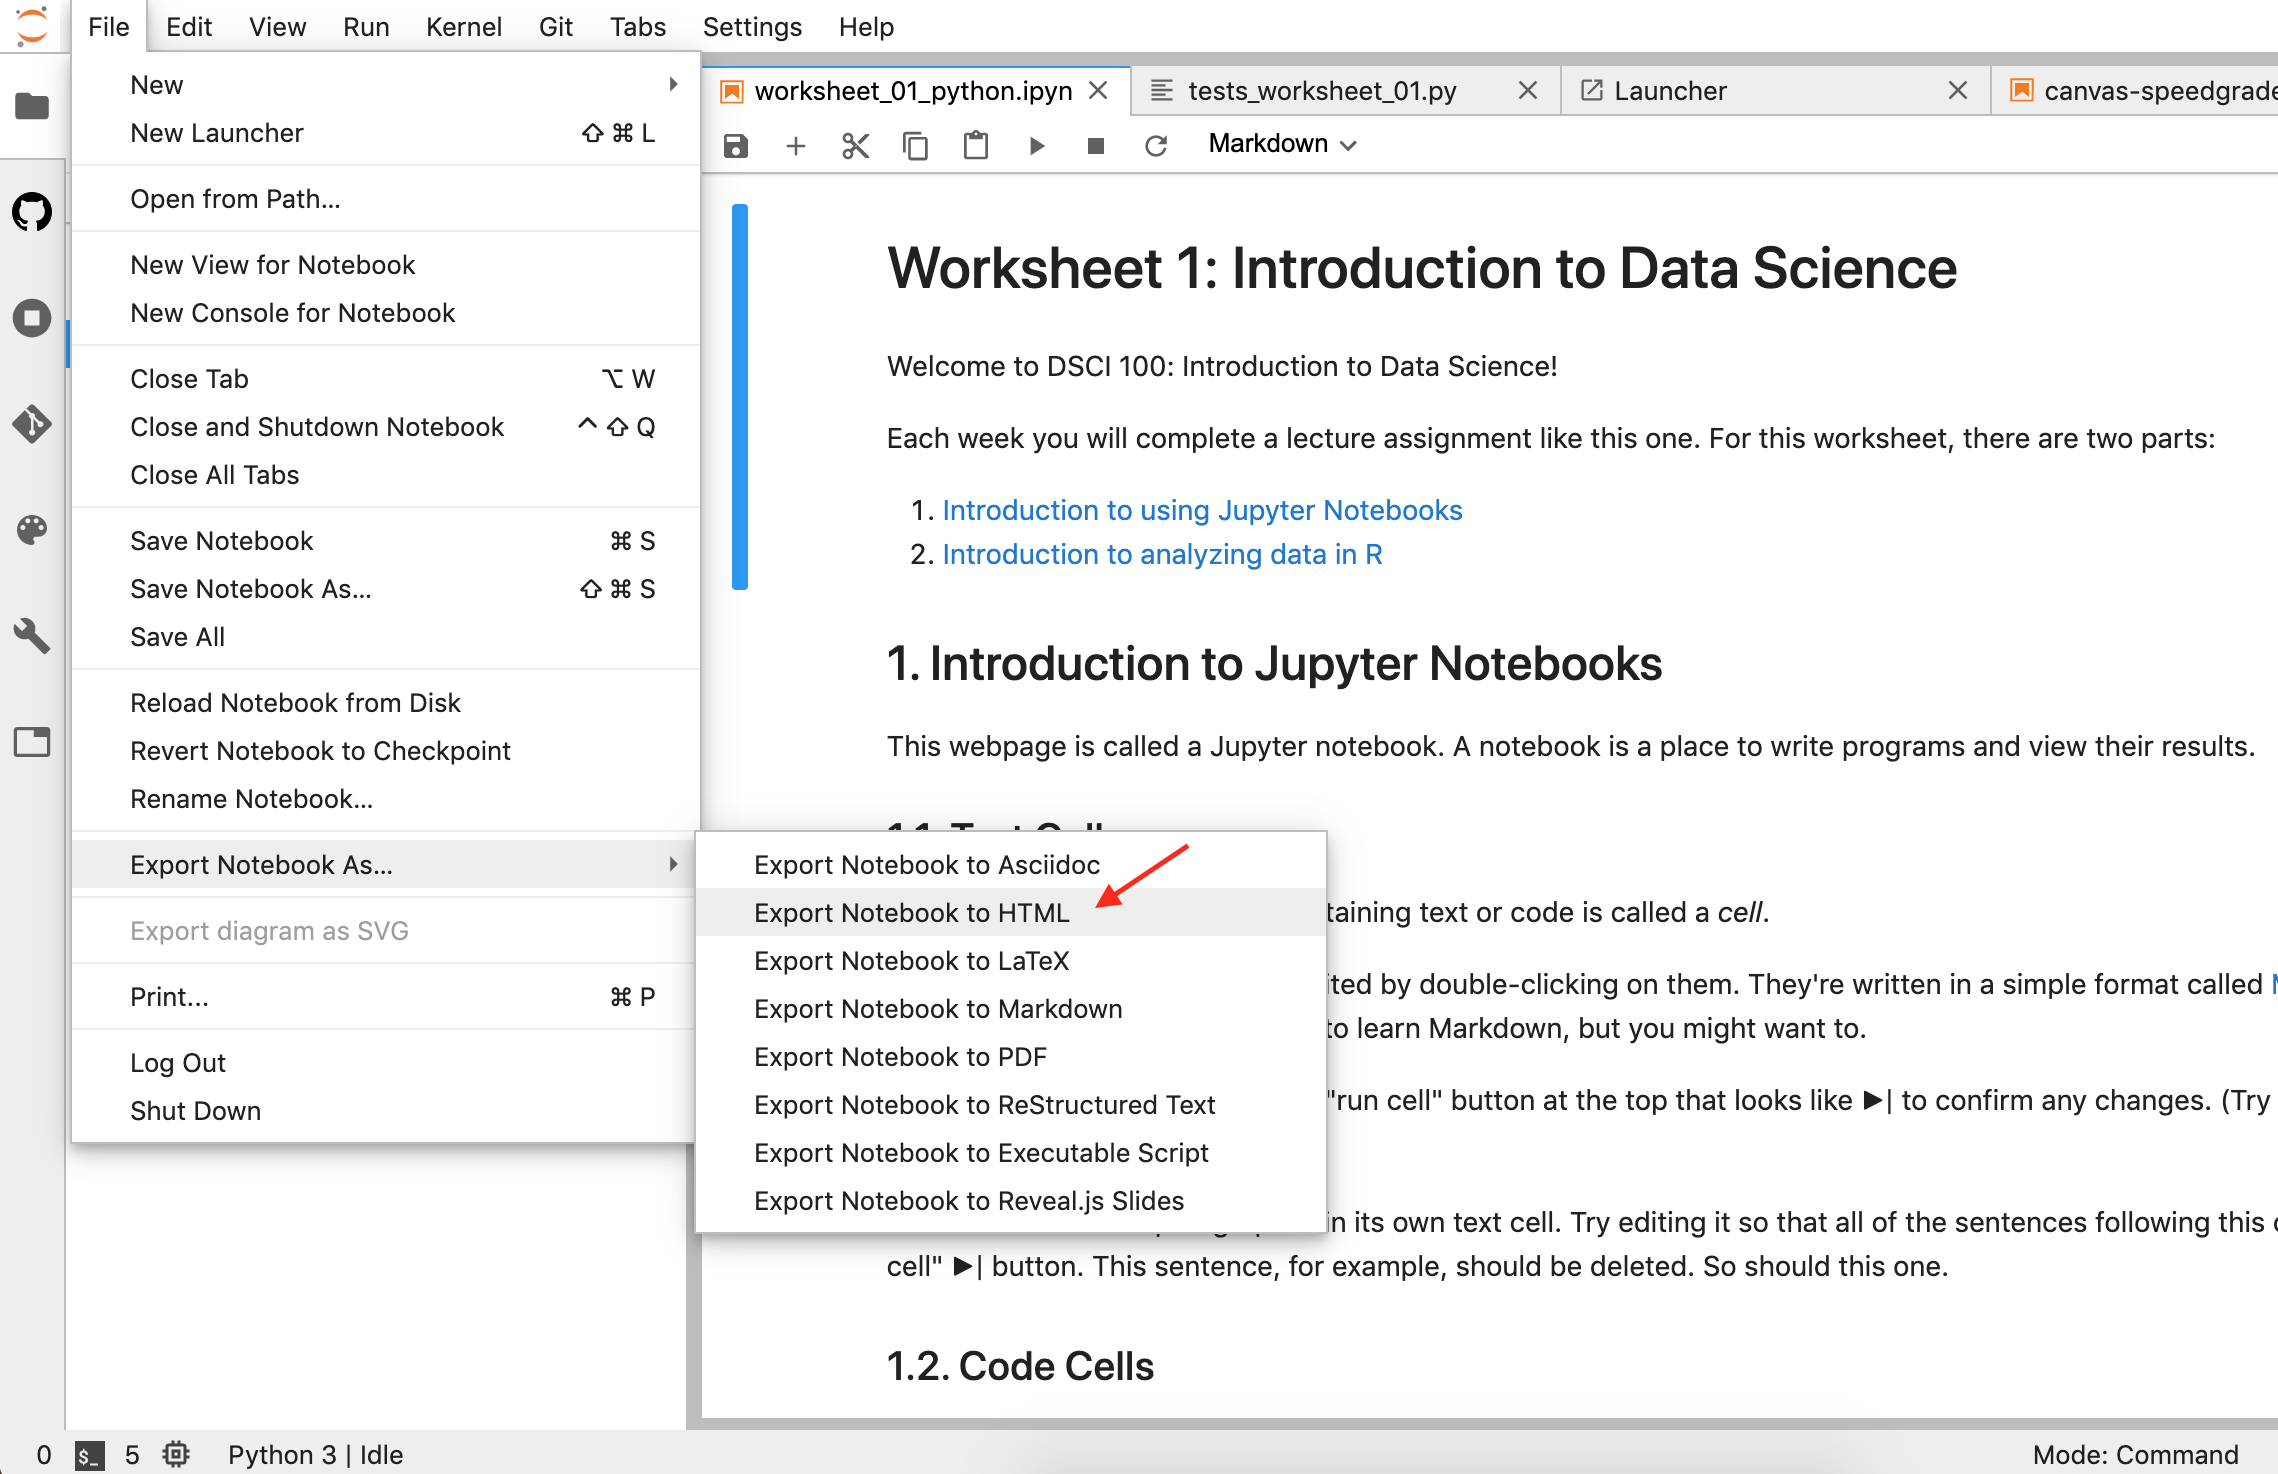 File Edit View Run Kernel Git Tabs Settings Help
New
New Launcher ⇧ ⌘ L
Open from Path...
New View for Notebook
New Console for Notebook
Close Tab ⌥ W
Close and Shutdown Notebook ^ ⇧ Q
Close All Tabs
Save Notebook ⌘ S
Save Notebook As... ⇧ ⌘ S
Save All
Reload Notebook from Disk
Revert Notebook to Checkpoint
Rename Notebook...
Export Notebook As...
Export diagram as SVG
Print... ⌘ P
Log Out
Shut Down
Export Notebook to Asciidoc
Export Notebook to HTML
Export Notebook to LaTeX
Export Notebook to Markdown
Export Notebook to PDF
Export Notebook to ReStructured Text
Export Notebook to Executable Script
Export Notebook to Reveal.js Slides
worksheet_01_python.ipyn tests_worksheet_01.py Launcher canvas-speedgrade
Markdown
Worksheet 1: Introduction to Data Science
Welcome to DSCI 100: Introduction to Data Science!
Each week you will complete a lecture assignment like this one. For this worksheet, there are two parts:
1. Introduction to using Jupyter Notebooks
2. Introduction to analyzing data in R
1. Introduction to Jupyter Notebooks
This webpage is called a Jupyter notebook. A notebook is a place to write programs and view their results.
taining text or code is called a cell.
ited by double-clicking on them. They're written in a simple format called
to learn Markdown, but you might want to.
"run cell" button at the top that looks like ▶| to confirm any changes. (Try
in its own text cell. Try editing it so that all of the sentences following this
cell" ▶| button. This sentence, for example, should be deleted. So should this one.
1.2. Code Cells
0 $_ 5 Python 3 | Idle Mode: Command